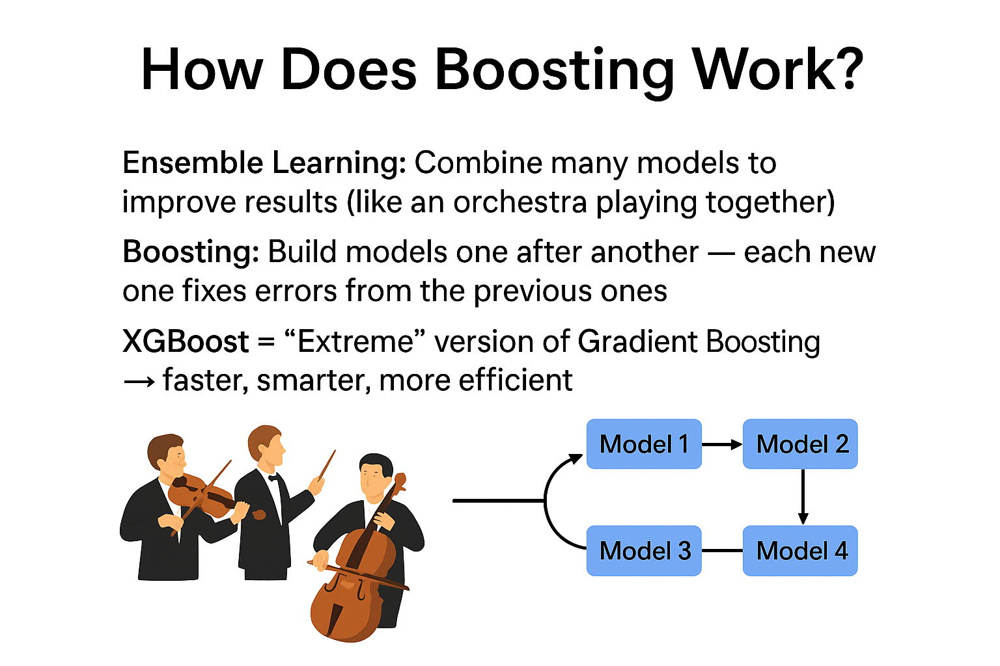 How Does Boosting Work?
Ensemble Learning: Combine many models to
improve results (like an orchestra playing together)
Boosting: Build models one after another — each new
one fixes errors from the previous ones
XGBoost = “Extreme” version of Gradient Boosting
→ faster, smarter, more efficient
Model 1
Model 2
Model 3
Model 4